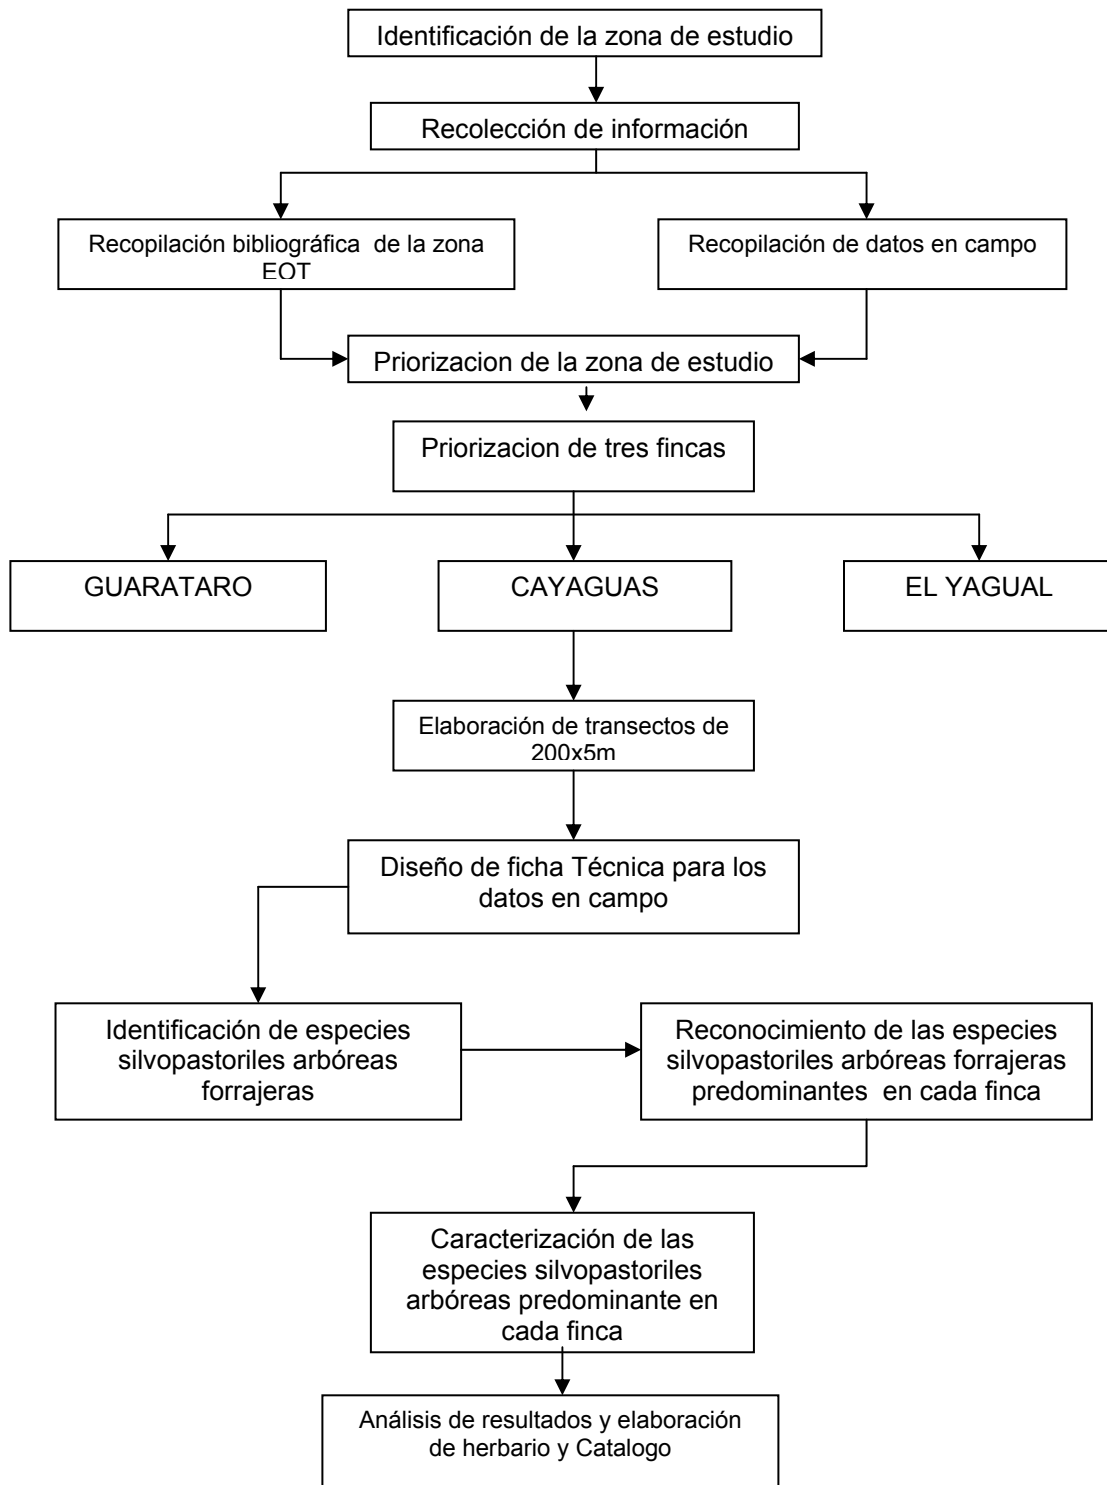 Identificación de la zona de estudio
Recolección de información
Recopilación bibliográfica de la zona
EOT
Recopilación de datos en campo
Priorizacion de la zona de estudio
Priorizacion de tres fincas
GUARATARO
CAYAGUAS
EL YAGUAL
Elaboración de transectos de
200x5m
Diseño de ficha Técnica para los
datos en campo
Identificación de especies
silvopastoriles arbóreas
forrajeras
Reconocimiento de las especies
silvopastoriles arbóreas forrajeras
predominantes en cada finca
Caracterización de las
especies silvopastoriles
arbóreas predominante en
cada finca
Análisis de resultados y elaboración
de herbario y Catalogo